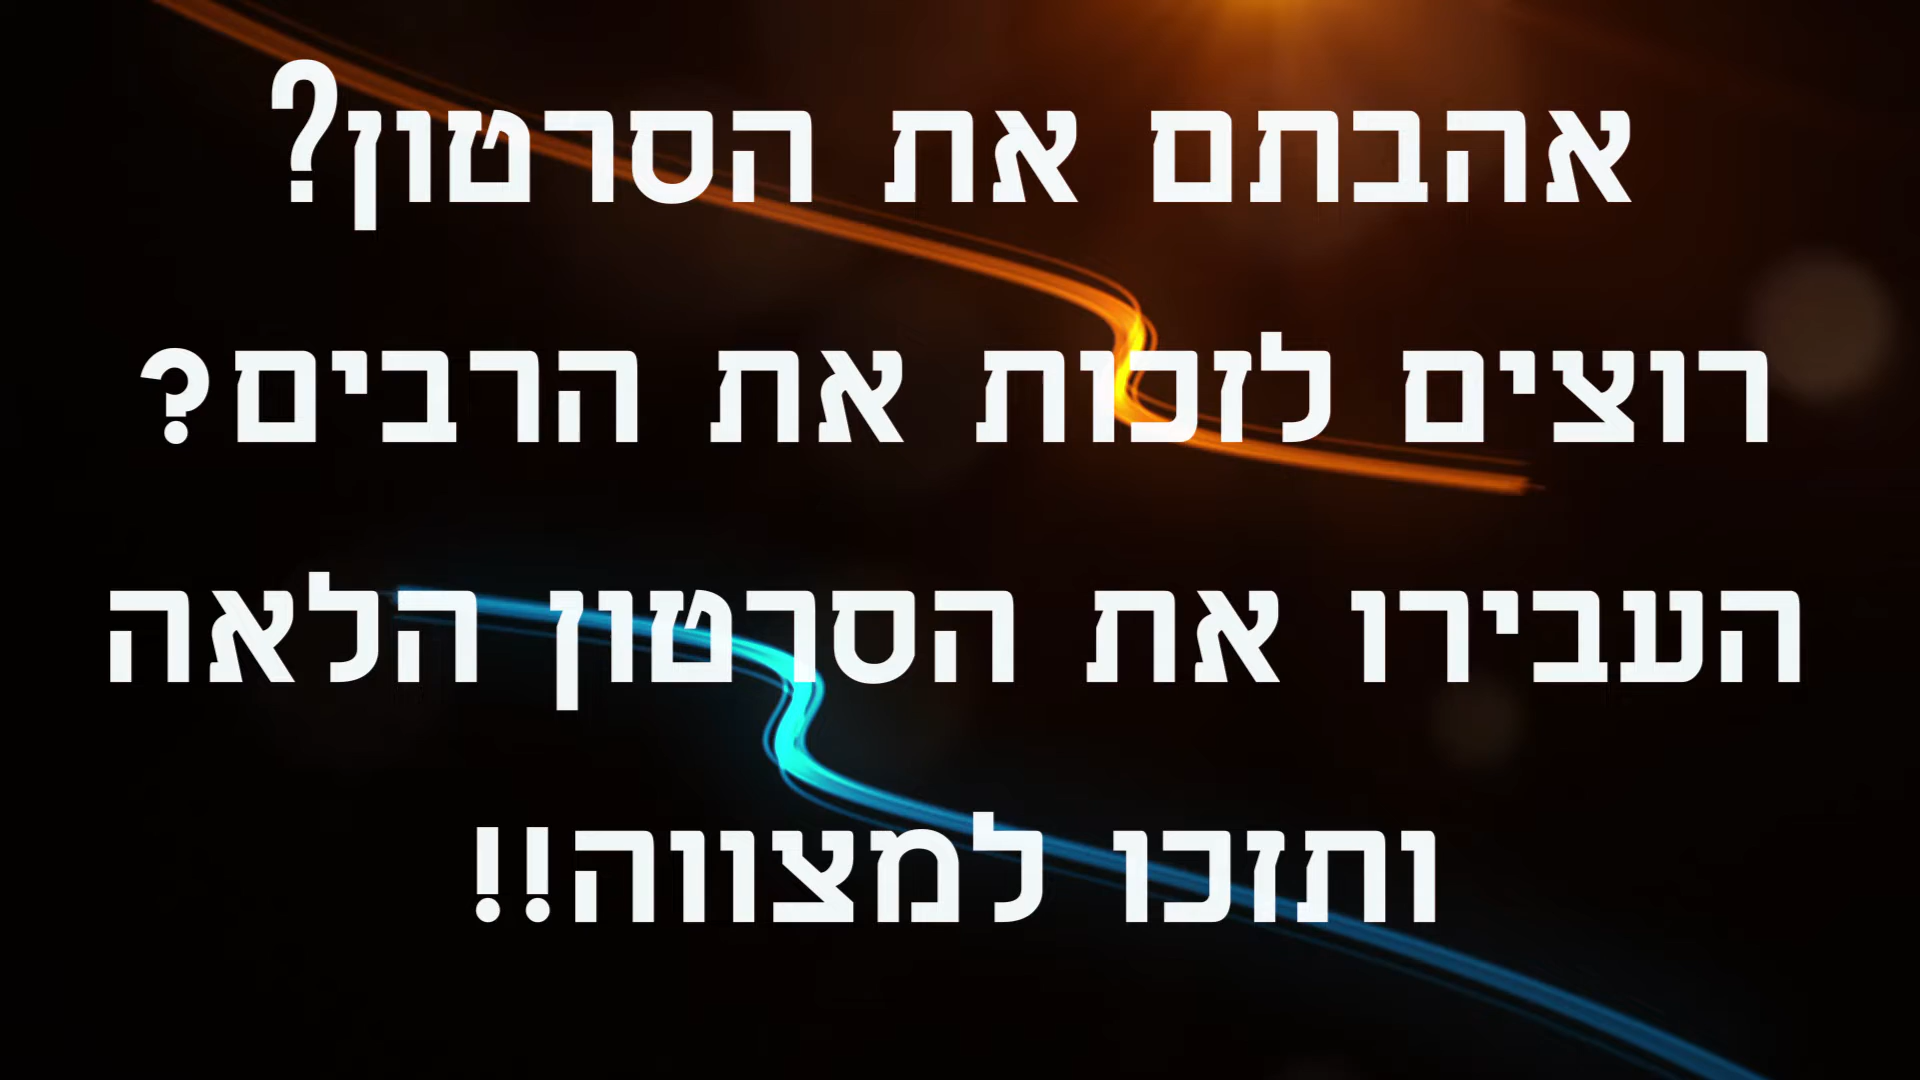 אהבתם את הסרטון?
רוצים לזכות את הרבים?
העבירו את הסרטון הלאה
ותזכו למצווה!!